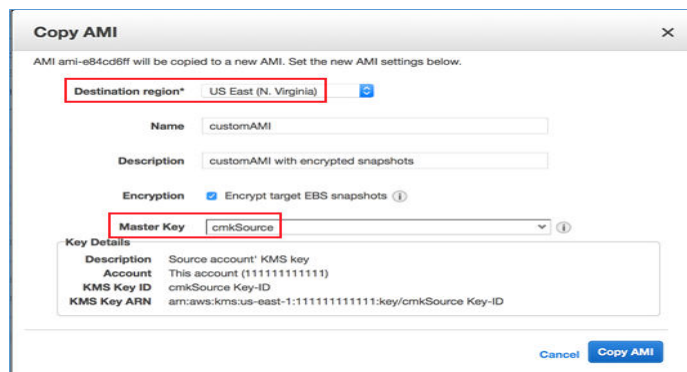 Copy AMI
AMI ami-e84cd6ff will be copied to a new AMI. Set the new AMI settings below.
Destination region* US East (N. Virginia)
Name customAMI
Description customAMI with encrypted snapshots
Encryption Encrypt target EBS snapshots
Master Key cmkSource
Key Details
Description Source account' KMS key
Account This account (111111111111)
KMS Key ID cmkSource Key-ID
KMS Key ARN arn:aws:kms:us-east-1:111111111111:key/cmkSource Key-ID
Cancel Copy AMI